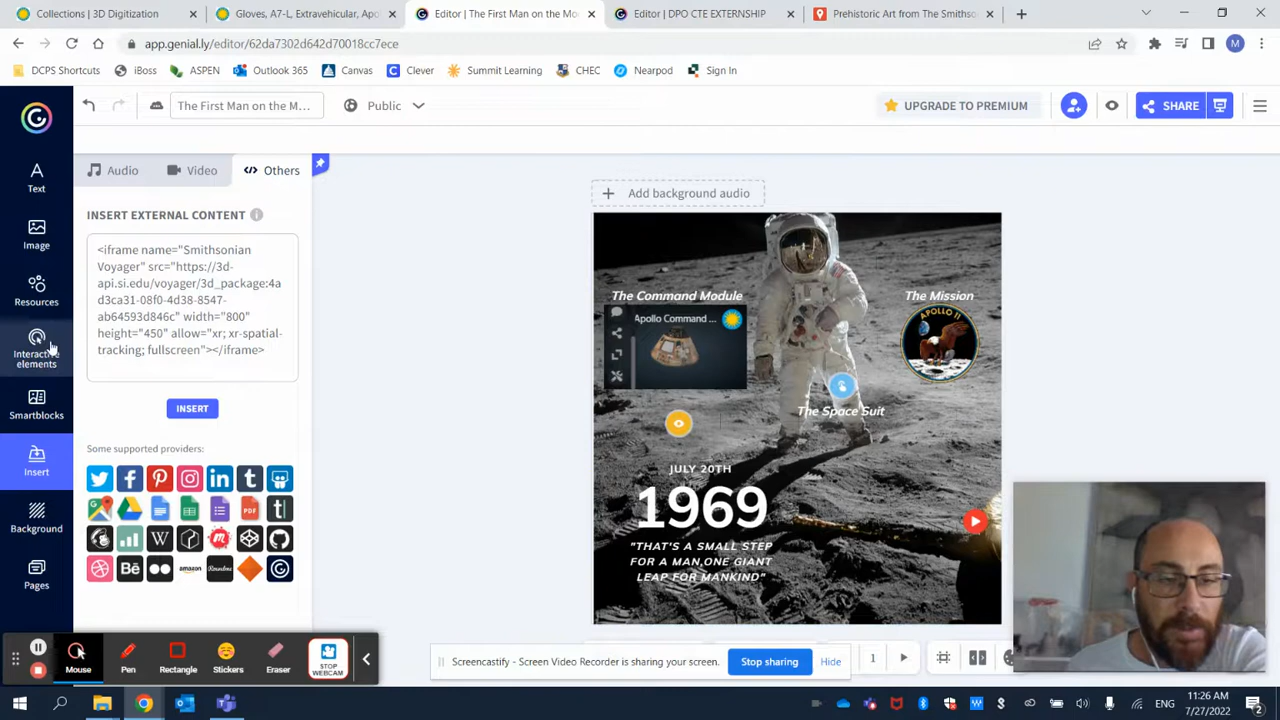 Collections | 3D Digitization
Gloves, A7-L, Extravehicular, Apo
Editor | The First Man on the Mo
Editor | DPO CTE EXTERNSHIP
Prehistoric Art from The Smiths
app.genial.ly/editor/62da7302d642d70018cc7ece
DCPS Shortcuts
iBoss
ASPEN
Outlook 365
Canvas
Clever
Summit Learning
CHEC
Nearpod
Sign In
The First Man on the M...
Public
UPGRADE TO PREMIUM
SHARE
Text
Image
Resources
Interactive
elements
Smartblocks
Insert
Background
Pages
Audio
Video
Others
INSERT EXTERNAL CONTENT
<iframe name="Smithsonian
Voyager" src="https://3d-
api.si.edu/voyager/3d_package:4a
d3ca31-08f0-4d38-8547-
ab64593d846c" width="800"
height="450" allow="xr; xr-spatial-
tracking; fullscreen"></iframe>
INSERT
Some supported providers:
Add background audio
The Command Module
Apollo Command ...
The Mission
APOLLO 11
The Space Suit
JULY 20TH
1969
"THAT'S A SMALL STEP
FOR A MAN,ONE GIANT
LEAP FOR MANKIND"
Mouse
Pen
Rectangle
Stickers
Eraser
STOP
WEBCAM
Screencastify - Screen Video Recorder is sharing your screen.
Stop sharing
Hide
1
ENG
11:26 AM
7/27/2022